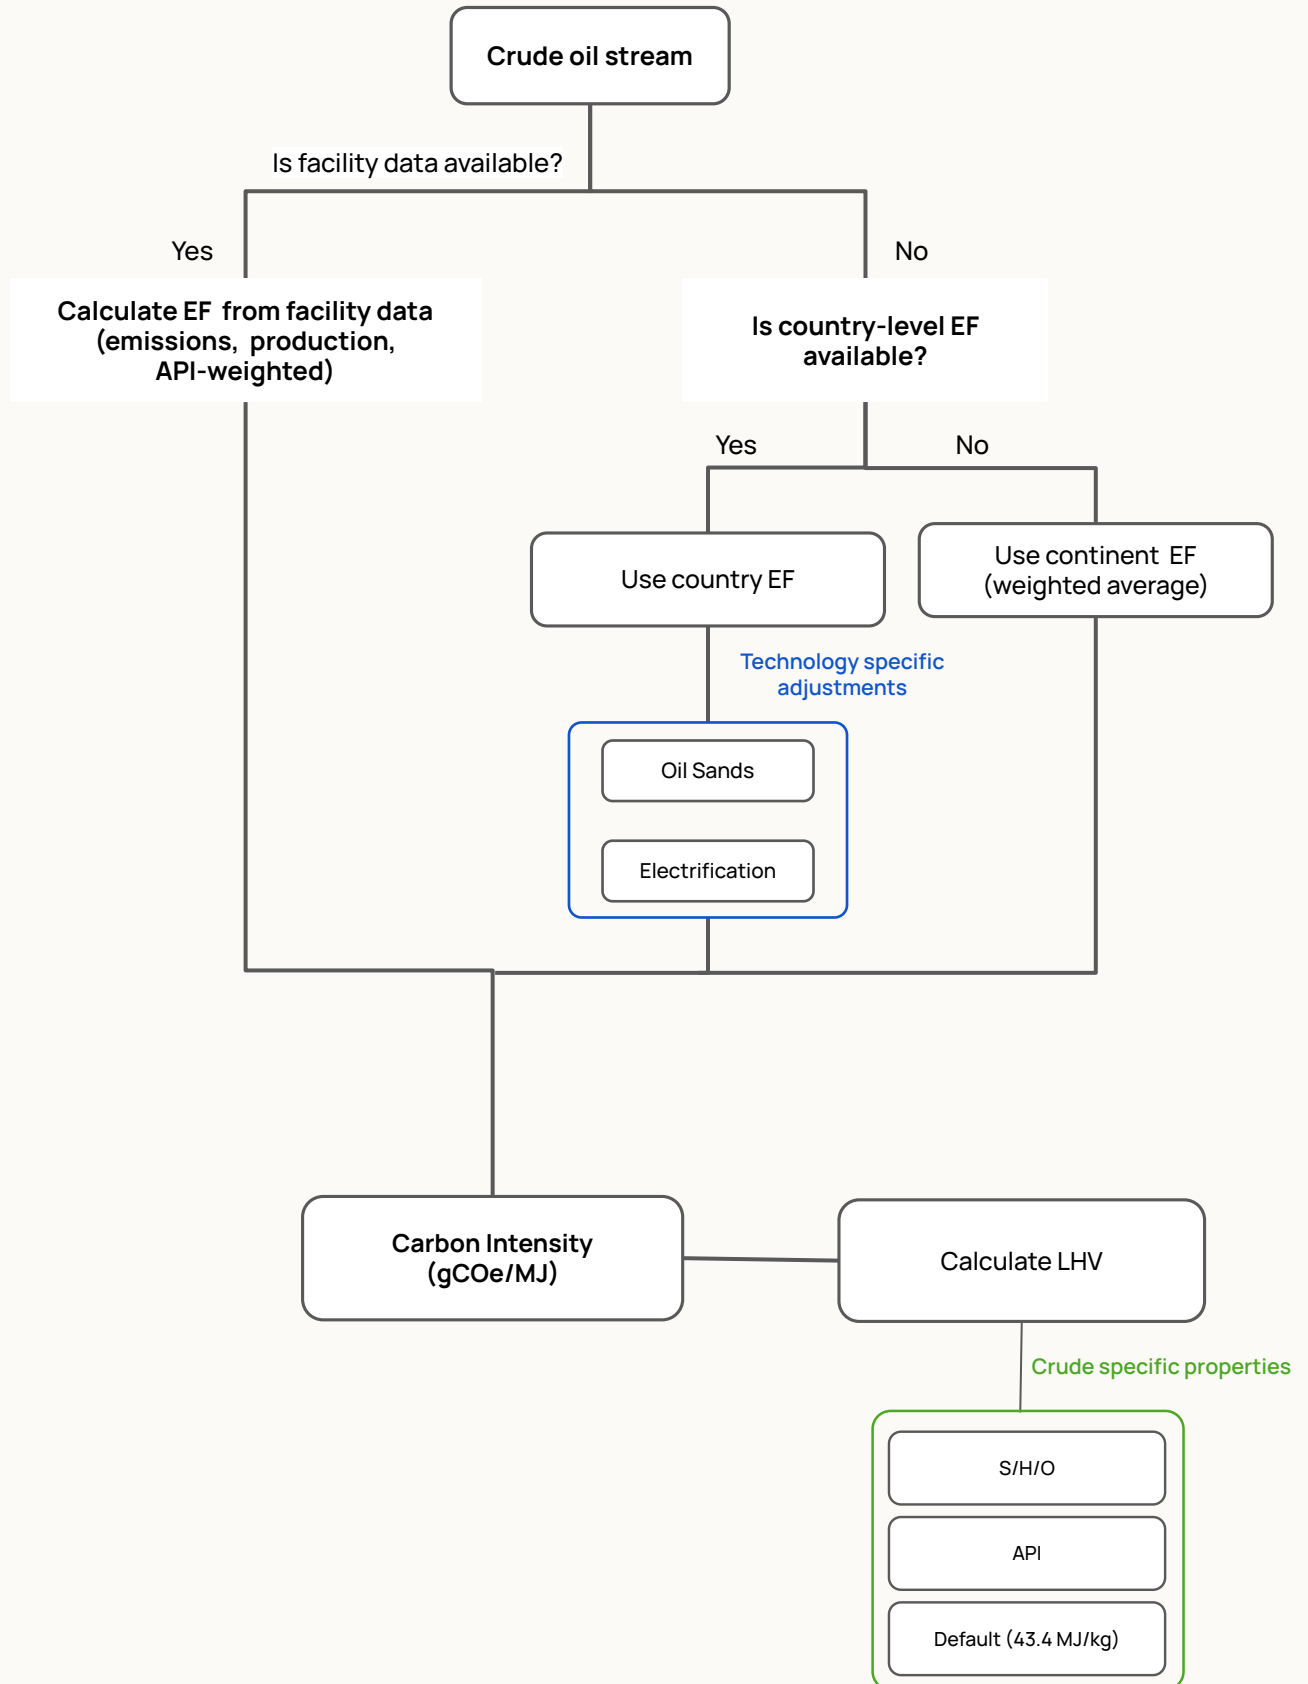 Crude oil stream
Is facility data available?
Yes
No
Calculate EF from facility data
(emissions, production,
API-weighted)
Is country-level EF
available?
Yes
No
Use country EF
Use continent EF
(weighted average)
Technology specific
adjustments
Oil Sands
Electrification
Carbon Intensity
(gCOe/MJ)
Calculate LHV
Crude specific properties
S/H/O
API
Default (43.4 MJ/kg)